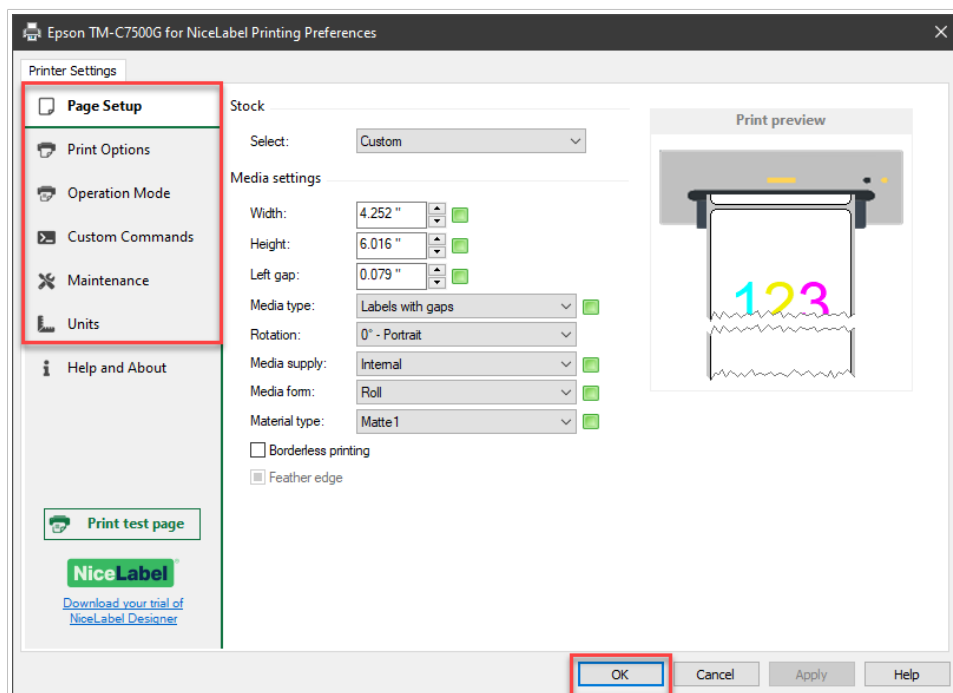 Epson TM-C7500G for NiceLabel Printing Preferences
Printer Settings
Page Setup
Print Options
Operation Mode
Custom Commands
Maintenance
Units
Help and About
Print test page
NiceLabel
Download your trial of
NiceLabel Designer
Stock
Select: Custom
Media settings
Width: 4.252 "
Height: 6.016 "
Left gap: 0.079 "
Media type: Labels with gaps
Rotation: 0° - Portrait
Media supply: Internal
Media form: Roll
Material type: Matte1
Borderless printing
Feather edge
Print preview
123
OK Cancel Apply Help